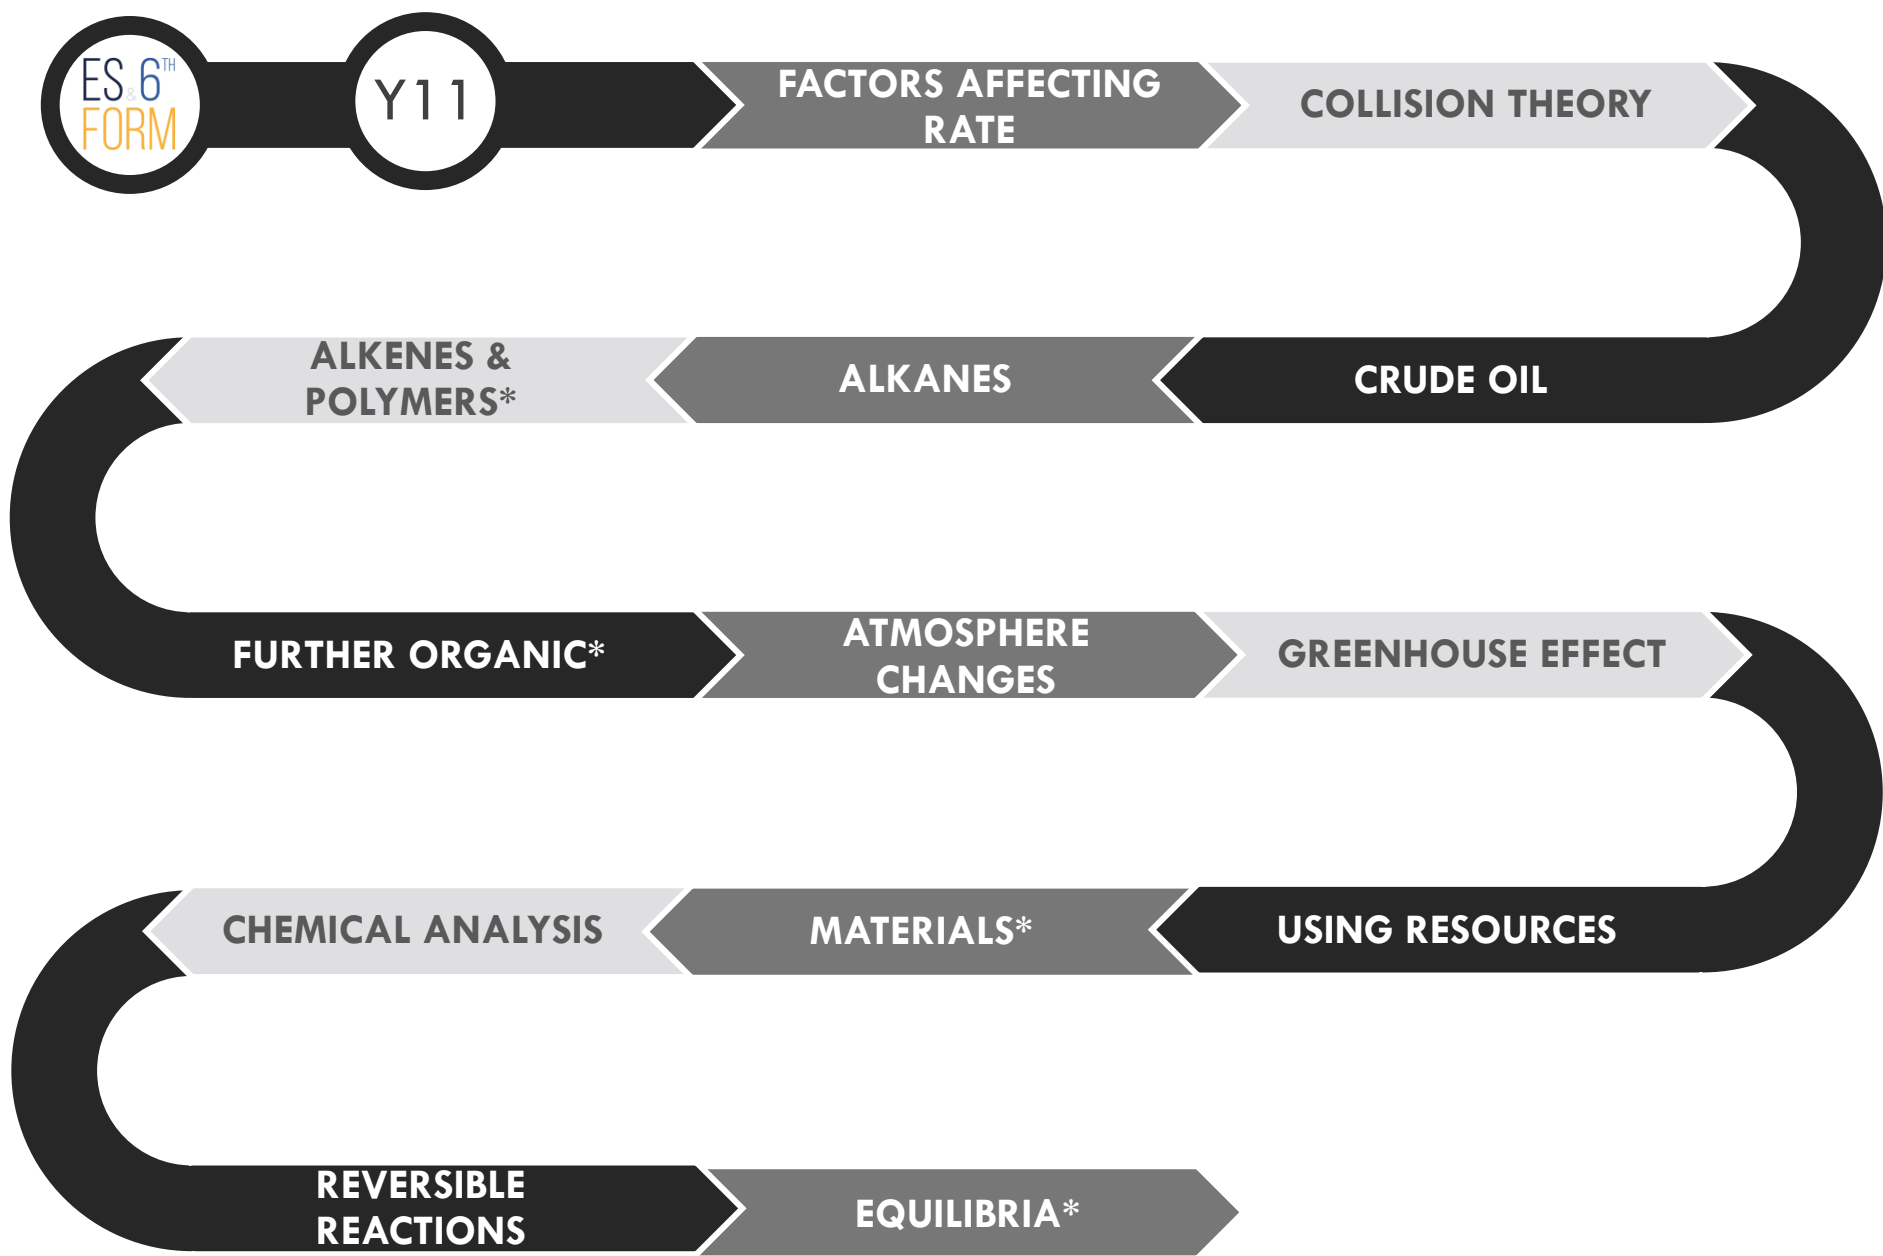 ES & 6TH
FORM
Y11
FACTORS AFFECTING
RATE
COLLISION THEORY
CRUDE OIL
ALKANES
ALKENES &
POLYMERS*
FURTHER ORGANIC*
ATMOSPHERE
CHANGES
GREENHOUSE EFFECT
USING RESOURCES
MATERIALS*
CHEMICAL ANALYSIS
REVERSIBLE
REACTIONS
EQUILIBRIA*